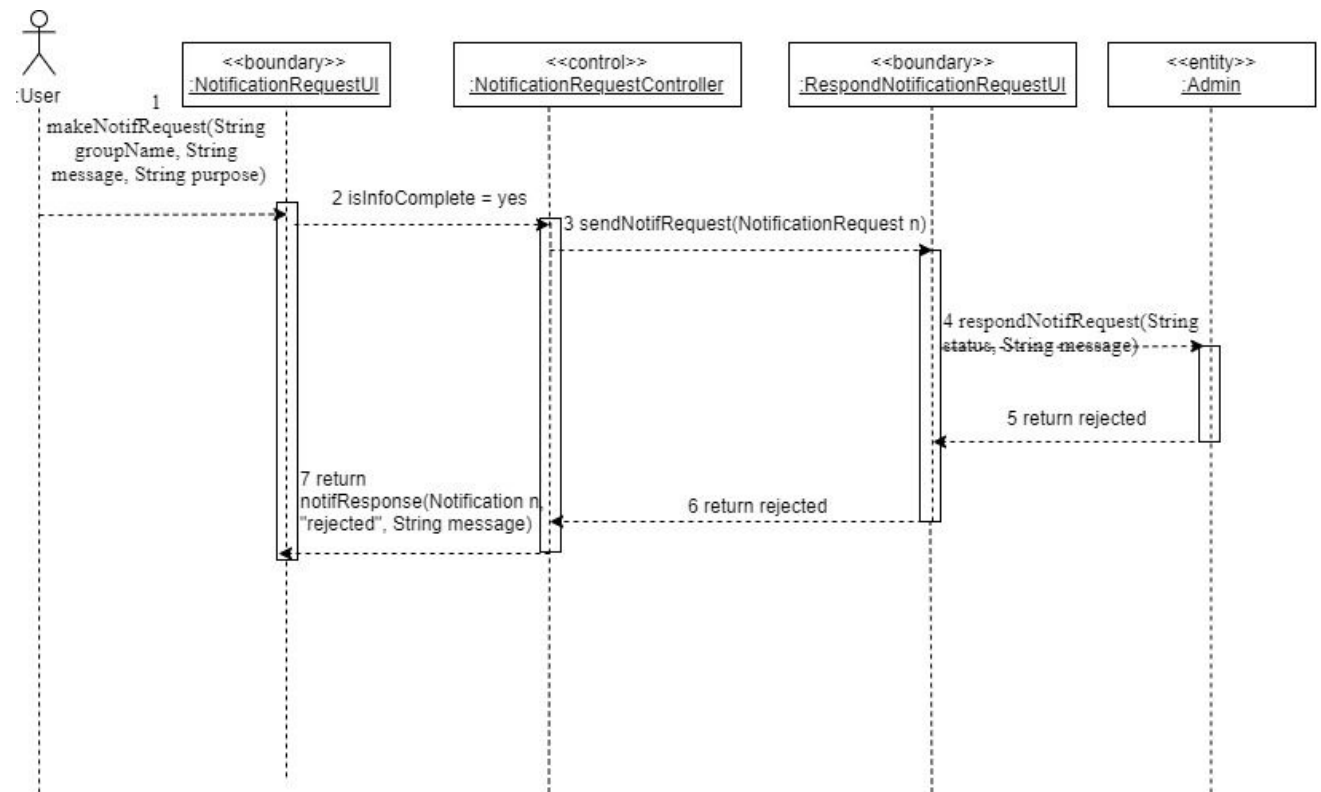 <<boundary>>
:NotificationRequestUI
<<control>>
:NotificationRequestController
<<boundary>>
:RespondNotificationRequestUI
<<entity>>
:Admin
:User
1
makeNotifRequest(String
groupName, String
message, String purpose)
2 isInfoComplete = yes
3 sendNotifRequest(NotificationRequest n)
4 respondNotifRequest(String
status, String message)
5 return rejected
6 return rejected
7 return
notifResponse(Notification n,
"rejected", String message)